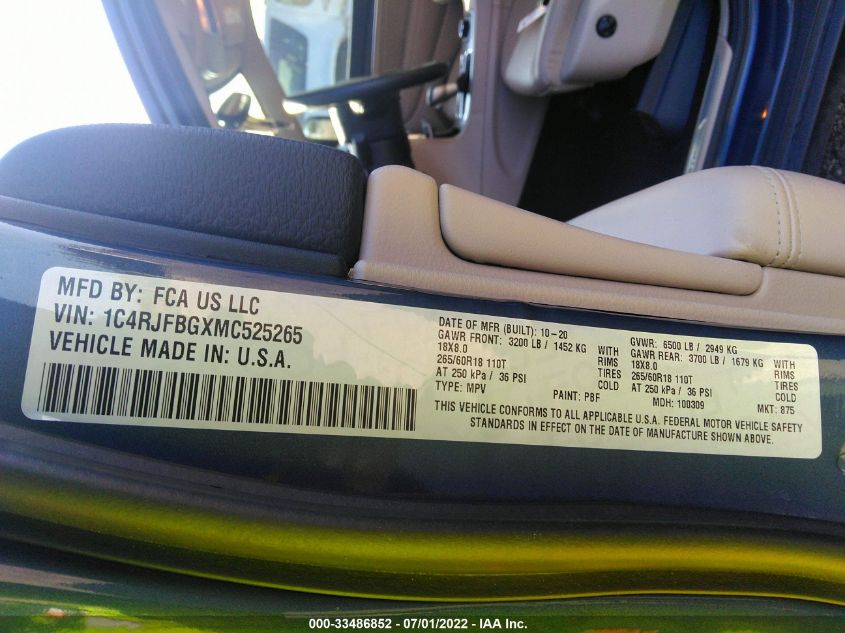 MFD BY: FCA US LLC
VIN: 1C4RJFBGXMC525265
VEHICLE MADE IN: U.S.A.
DATE OF MFR (BUILT): 10-20
GAWR FRONT: 3200 LB / 1452 KG WITH
18X8.0 RIMS
265/60R18 110T TIRES
AT 250 kPa / 36 PSI COLD
TYPE: MPV PAINT: PBF
GVWR: 6500 LB / 2949 KG
GAWR REAR: 3700 LB / 1679 KG WITH
18X8.0 RIMS
265/60R18 110T TIRES
AT 250 kPa / 36 PSI COLD
MDH: 100309 MKT: 875
THIS VEHICLE CONFORMS TO ALL APPLICABLE U.S.A. FEDERAL MOTOR VEHICLE SAFETY
STANDARDS IN EFFECT ON THE DATE OF MANUFACTURE SHOWN ABOVE.
000-33486852 - 07/01/2022 - IAA Inc.